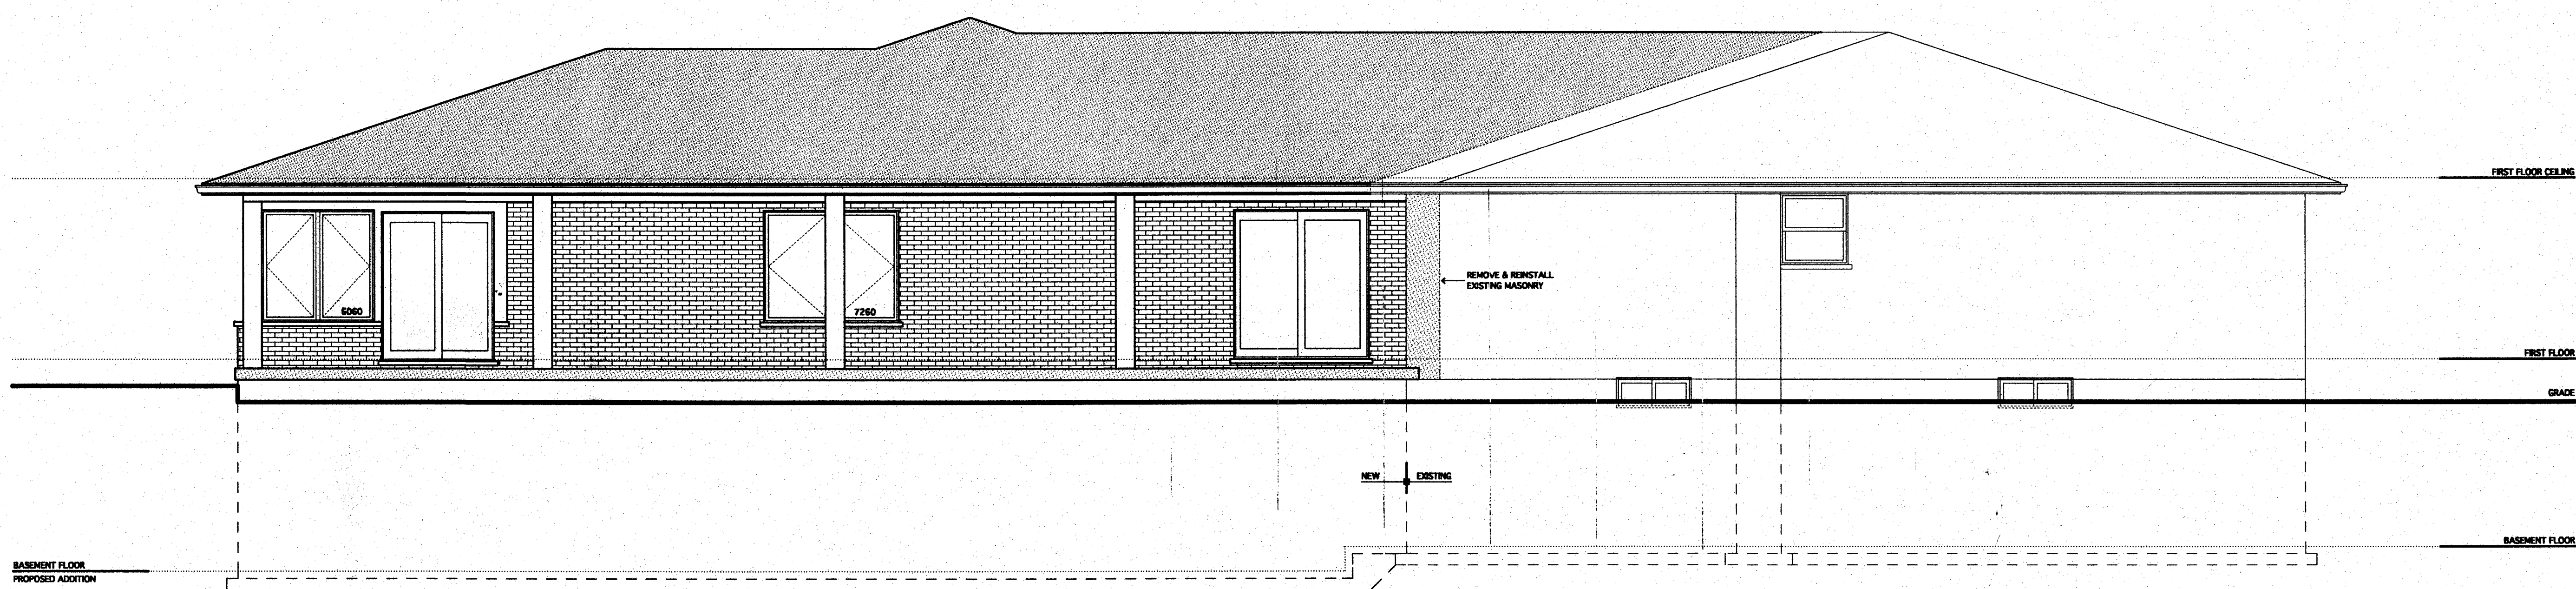 FIRST FLOOR CEILING
REMOVE & REINSTALL
EXISTING MASONRY
6060
7260
FIRST FLOOR
GRADE
NEW
EXISTING
BASEMENT FLOOR
BASEMENT FLOOR
PROPOSED ADDITION